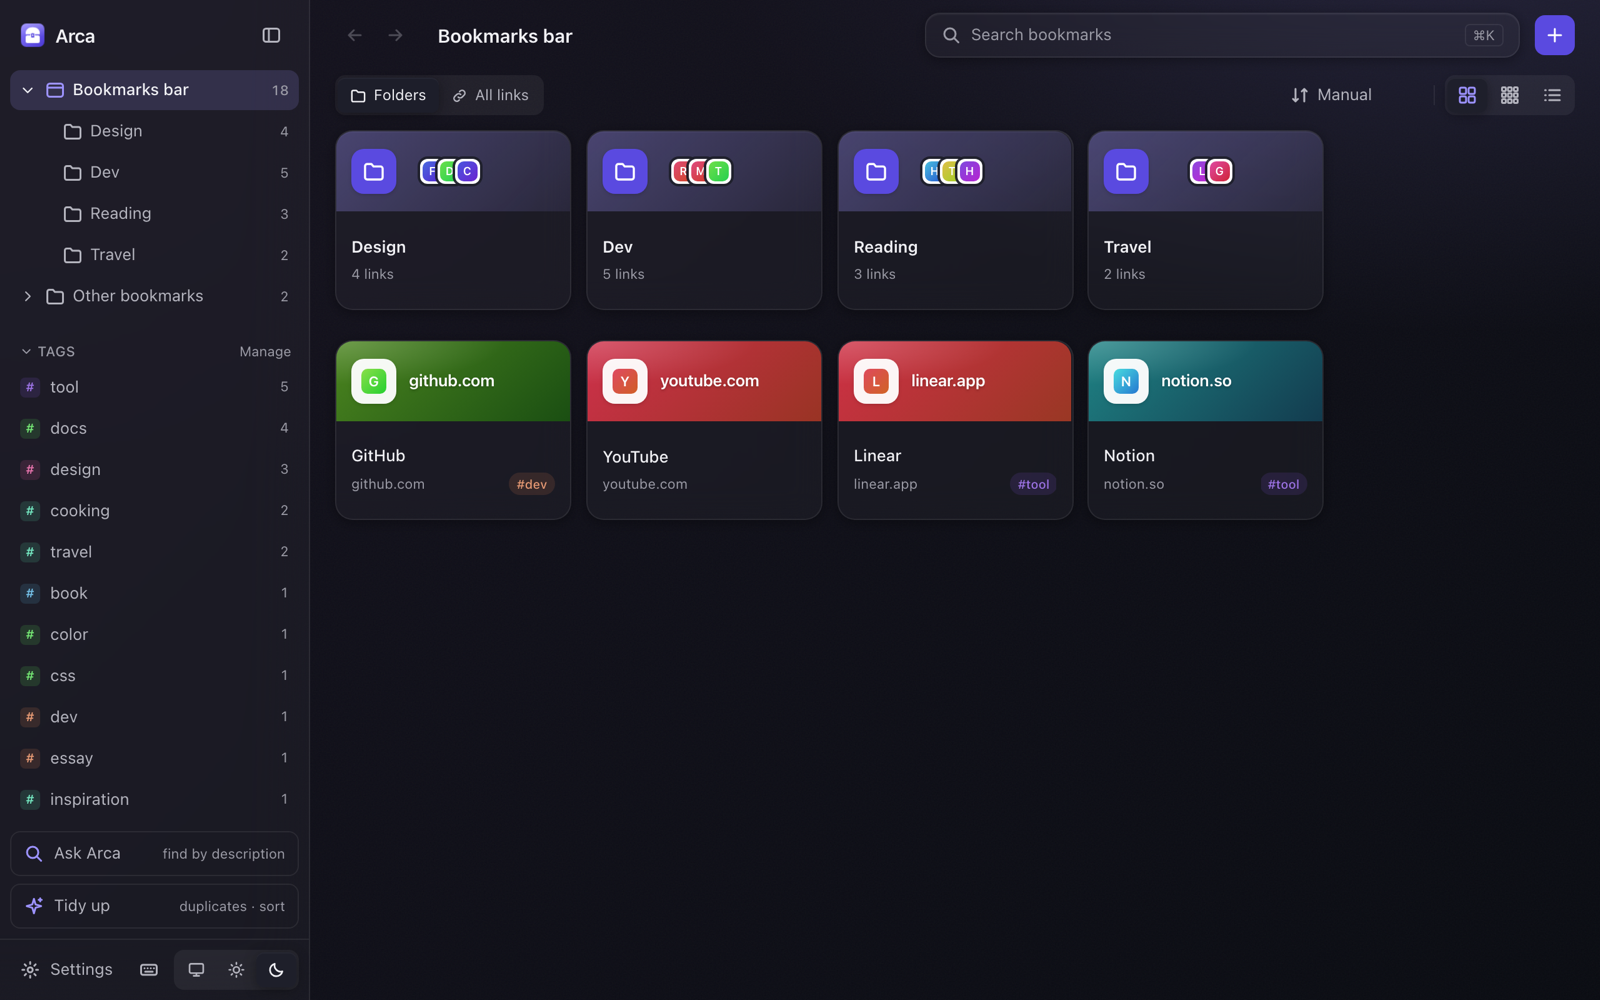 Arca
Bookmarks bar 18
Design 4
Dev 5
Reading 3
Travel 2
Other bookmarks 2
TAGS Manage
# tool 5
# docs 4
# design 3
# cooking 2
# travel 2
# book 1
# color 1
# css 1
# dev 1
# essay 1
# inspiration 1
Ask Arca find by description
Tidy up duplicates · sort
Settings
Bookmarks bar
Search bookmarks ⌘K
Folders All links
Manual
F D C
Design
4 links
R M T
Dev
5 links
H T H
Reading
3 links
L G
Travel
2 links
G github.com
GitHub
github.com #dev
Y youtube.com
YouTube
youtube.com
L linear.app
Linear
linear.app #tool
N notion.so
Notion
notion.so #tool